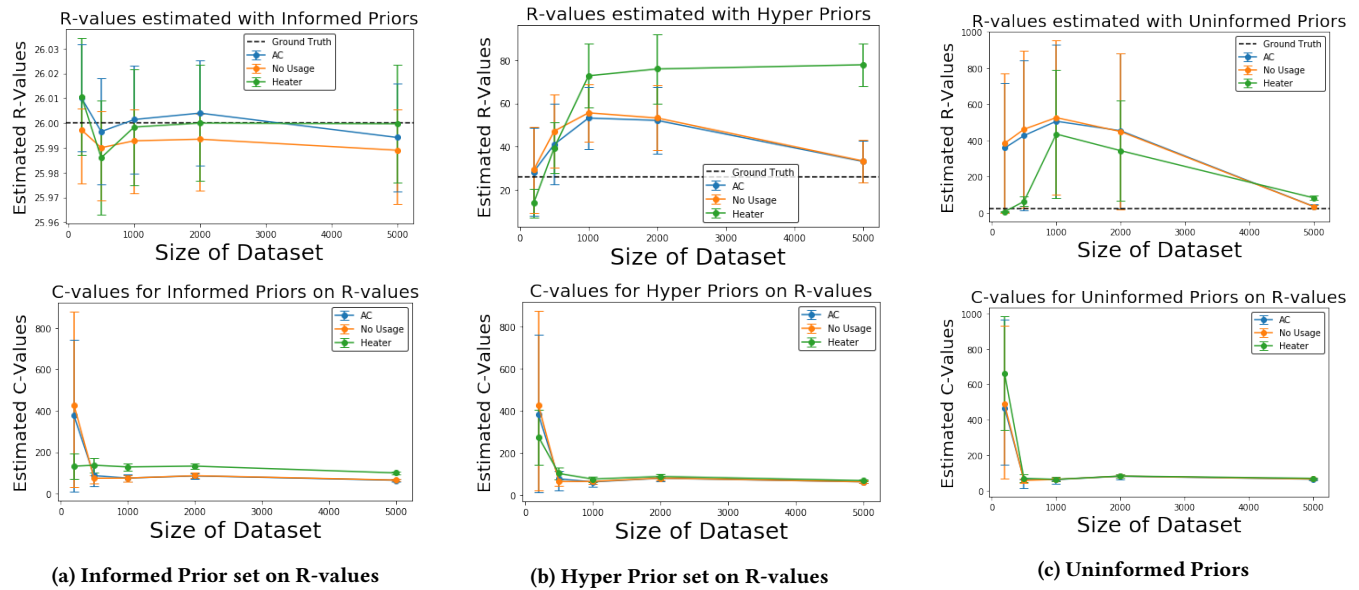 R-values estimated with Informed Priors
Estimated R-Values
26.03
26.02
26.01
26.00
25.99
25.98
25.97
25.96
Ground Truth
AC
No Usage
Heater
0
1000
2000
3000
4000
5000
Size of Dataset
R-values estimated with Hyper Priors
Estimated R-Values
80
60
40
20
Ground Truth
AC
No Usage
Heater
0
1000
2000
3000
4000
5000
Size of Dataset
R-values estimated with Uninformed Priors
Estimated R-Values
1000
800
600
400
200
0
Ground Truth
AC
No Usage
Heater
0
1000
2000
3000
4000
5000
Size of Dataset
C-values for Informed Priors on R-values
Estimated C-Values
800
600
400
200
0
AC
No Usage
Heater
0
1000
2000
3000
4000
5000
Size of Dataset
C-values for Hyper Priors on R-values
Estimated C-Values
800
600
400
200
0
AC
No Usage
Heater
0
1000
2000
3000
4000
5000
Size of Dataset
C-values for Uninformed Priors on R-values
Estimated C-Values
1000
800
600
400
200
0
AC
No Usage
Heater
0
1000
2000
3000
4000
5000
Size of Dataset
(a) Informed Prior set on R-values
(b) Hyper Prior set on R-values
(c) Uninformed Priors